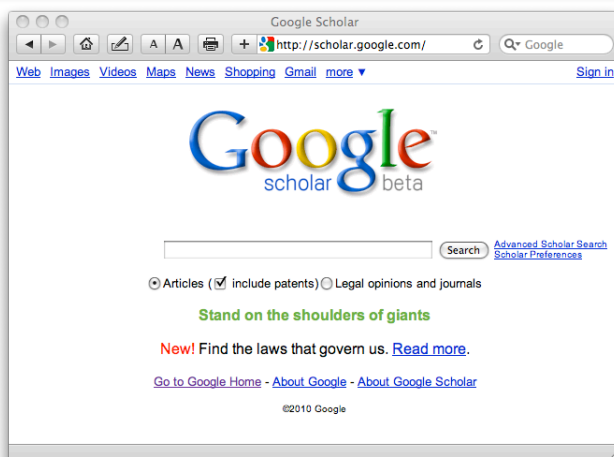 Google Scholar
A A + http://scholar.google.com/ Google
Web Images Videos Maps News Shopping Gmail more ▼ Sign in
Google™
scholar beta
Search Advanced Scholar Search
Scholar Preferences
Articles ( include patents) Legal opinions and journals
Stand on the shoulders of giants
New! Find the laws that govern us. Read more.
Go to Google Home - About Google - About Google Scholar
©2010 Google